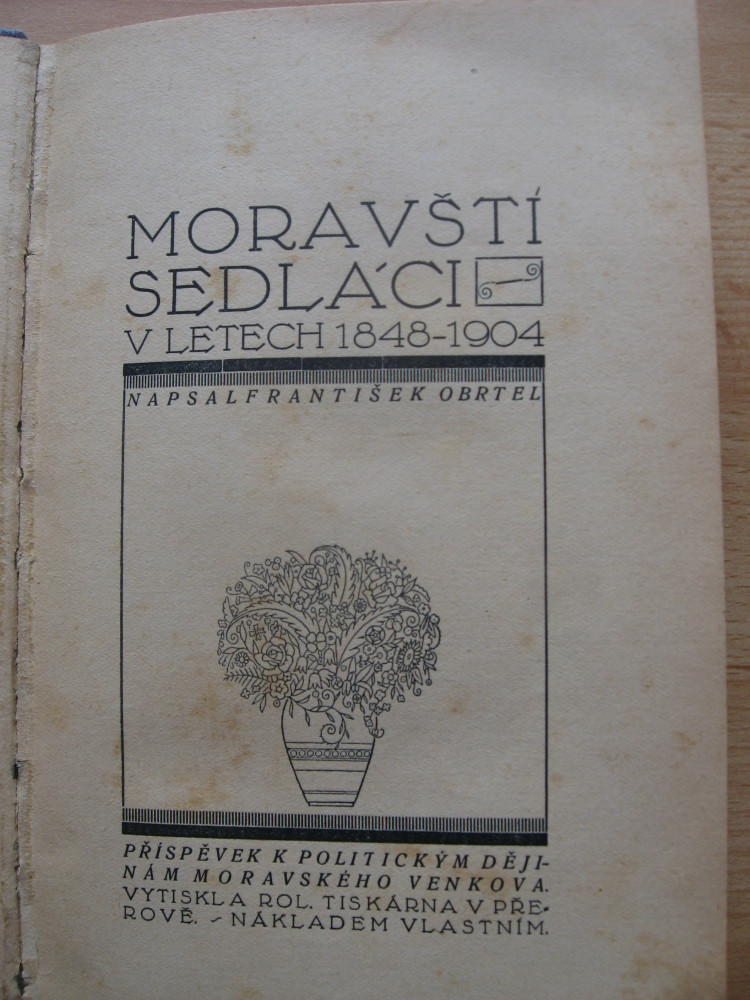 MORAVŠTÍ
SEDLÁCI
V LETECH 1848-1904
NAPSAL FRANTIŠEK OBRTEL
PŘÍSPĚVEK K POLITICKÝM DĚJI-
NÁM MORAVSKÉHO VENKOVA.
VYTISKLA ROL. TISKÁRNA V PŘE-
ROVĚ. ~ NÁKLADEM VLASTNÍM.